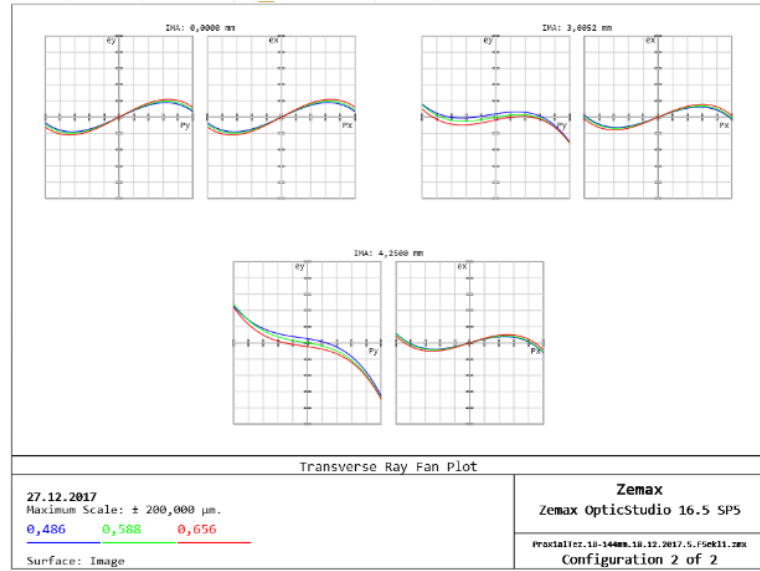 IMA: 0,0000 mm
IMA: 3,0052 mm
ey
ex
ey
ex
Py
Px
Py
Px
IMA: 4,2500 mm
ey
ex
Py
Px
Transverse Ray Fan Plot
27.12.2017
Maximum Scale: ± 200,000 µm.
0,486 0,588 0,656
Surface: Image
Zemax
Zemax OpticStudio 16.5 SP5
Configuration 2 of 2